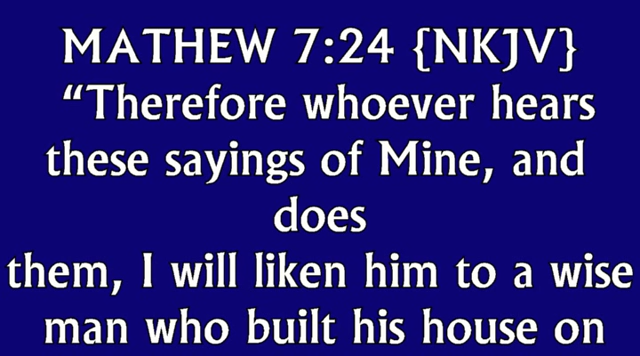 MATHEW 7:24 {NKJV}
“Therefore whoever hears
these sayings of Mine, and
does
them, I will liken him to a wise
man who built his house on